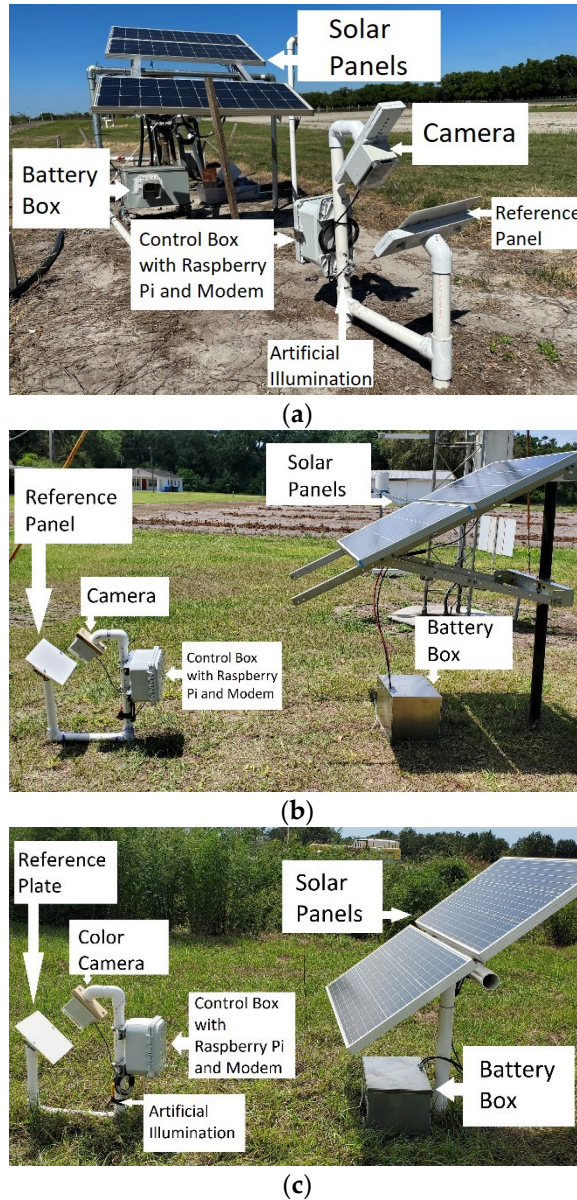 Solar
Panels
Camera
Battery
Box
Reference
Panel
Control Box
with Raspberry
Pi and Modem
Artificial
Illumination
(a)
Reference
Panel
Solar
Panels
Camera
Battery
Box
Control Box
with Raspberry
Pi and Modem
(b)
Reference
Plate
Solar
Panels
Color
Camera
Control Box
with
Raspberry Pi
and Modem
Battery
Box
Artificial
Illumination
(c)